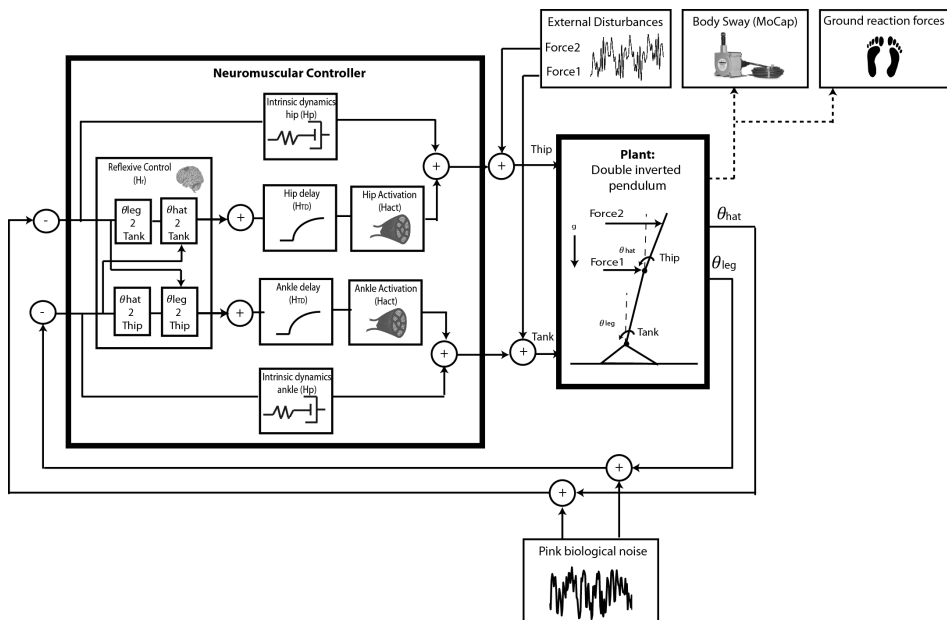 External Disturbances
Force2
Force1
Body Sway (MoCap)
Ground reaction forces
Neuromuscular Controller
Intrinsic dynamics
hip (Hp)
Reflexive Control
(Hr)
θleg
2
Tank
θhat
2
Tank
Hip delay
(HTD)
Hip Activation
(Hact)
θhat
2
Thip
θleg
2
Thip
Ankle delay
(HTD)
Ankle Activation
(Hact)
Intrinsic dynamics
ankle (Hp)
+
+
+
+
+
+
-
-
Thip
Tank
Plant:
Double inverted
pendulum
Force2
g
θhat
Thip
Force1
θleg
Tank
θhat
θleg
+
+
Pink biological noise